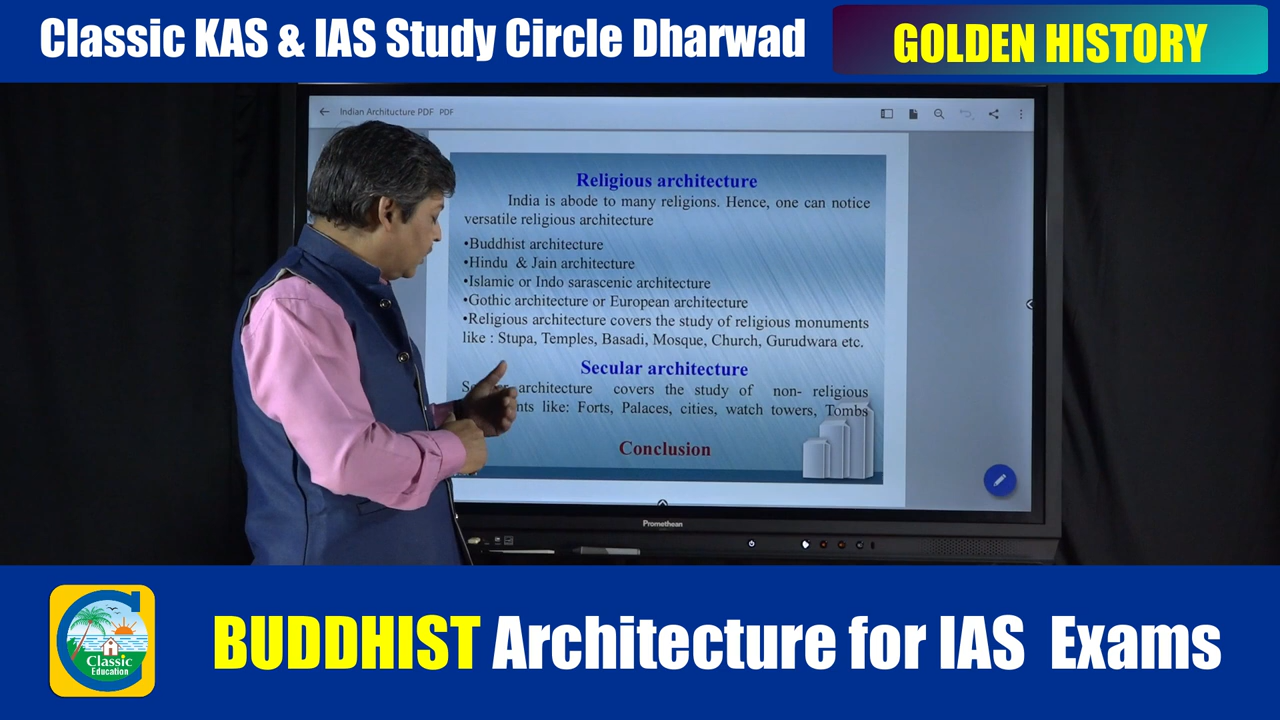 Classic KAS & IAS Study Circle Dharwad
GOLDEN HISTORY
Indian Architucture PDF PDF
Religious architecture
India is abode to many religions. Hence, one can notice
versatile religious architecture
•Buddhist architecture
•Hindu & Jain architecture
•Islamic or Indo sarascenic architecture
•Gothic architecture or European architecture
•Religious architecture covers the study of religious monuments
like : Stupa, Temples, Basadi, Mosque, Church, Gurudwara etc.
Secular architecture
architecture covers the study of non- religious
like: Forts, Palaces, cities, watch towers, Tombs
Conclusion
Promethean
Classic
Education
BUDDHIST Architecture for IAS Exams